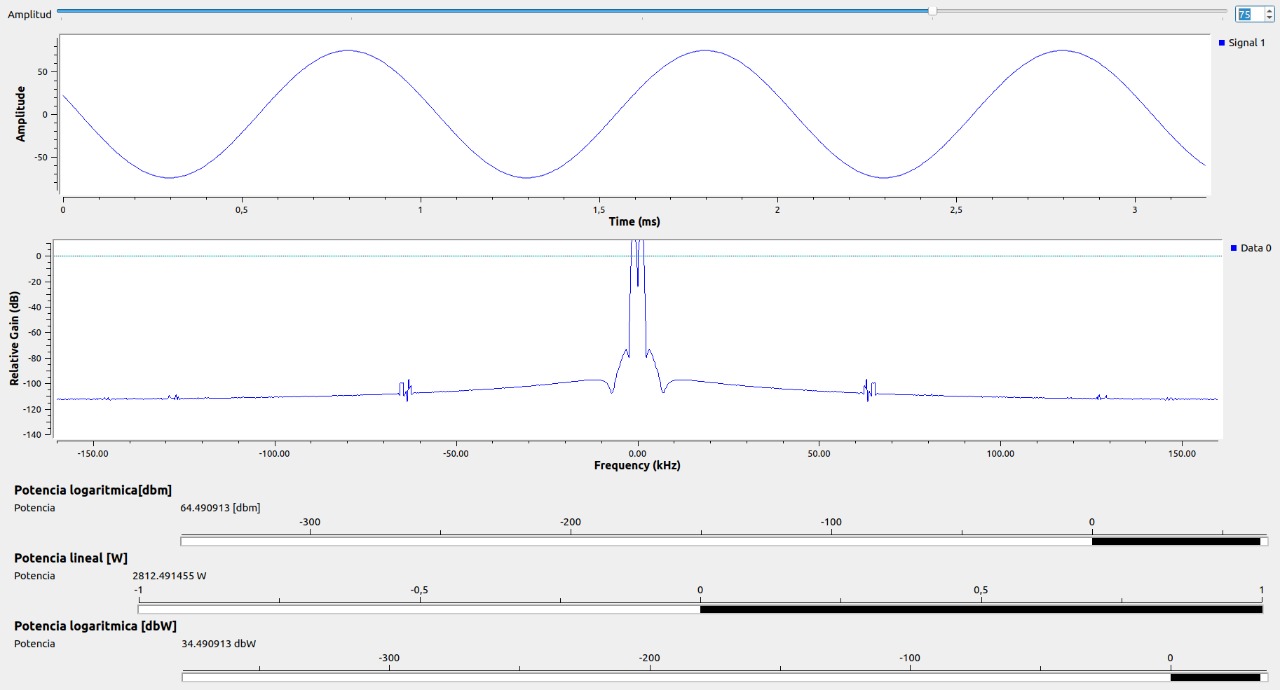 Amplitud 75
Signal 1
Amplitude
50
0
-50
0 0,5 1 1,5 2 2,5 3
Time (ms)
Data 0
Relative Gain (dB)
0
-20
-40
-60
-80
-100
-120
-140
-150.00 -100.00 -50.00 0.00 50.00 100.00 150.00
Frequency (kHz)
Potencia logaritmica[dbm]
Potencia 64.490913 [dbm]
-300 -200 -100 0
Potencia lineal [W]
Potencia 2812.491455 W
-1 -0,5 0 0,5 1
Potencia logaritmica [dbW]
Potencia 34.490913 dbW
-300 -200 -100 0